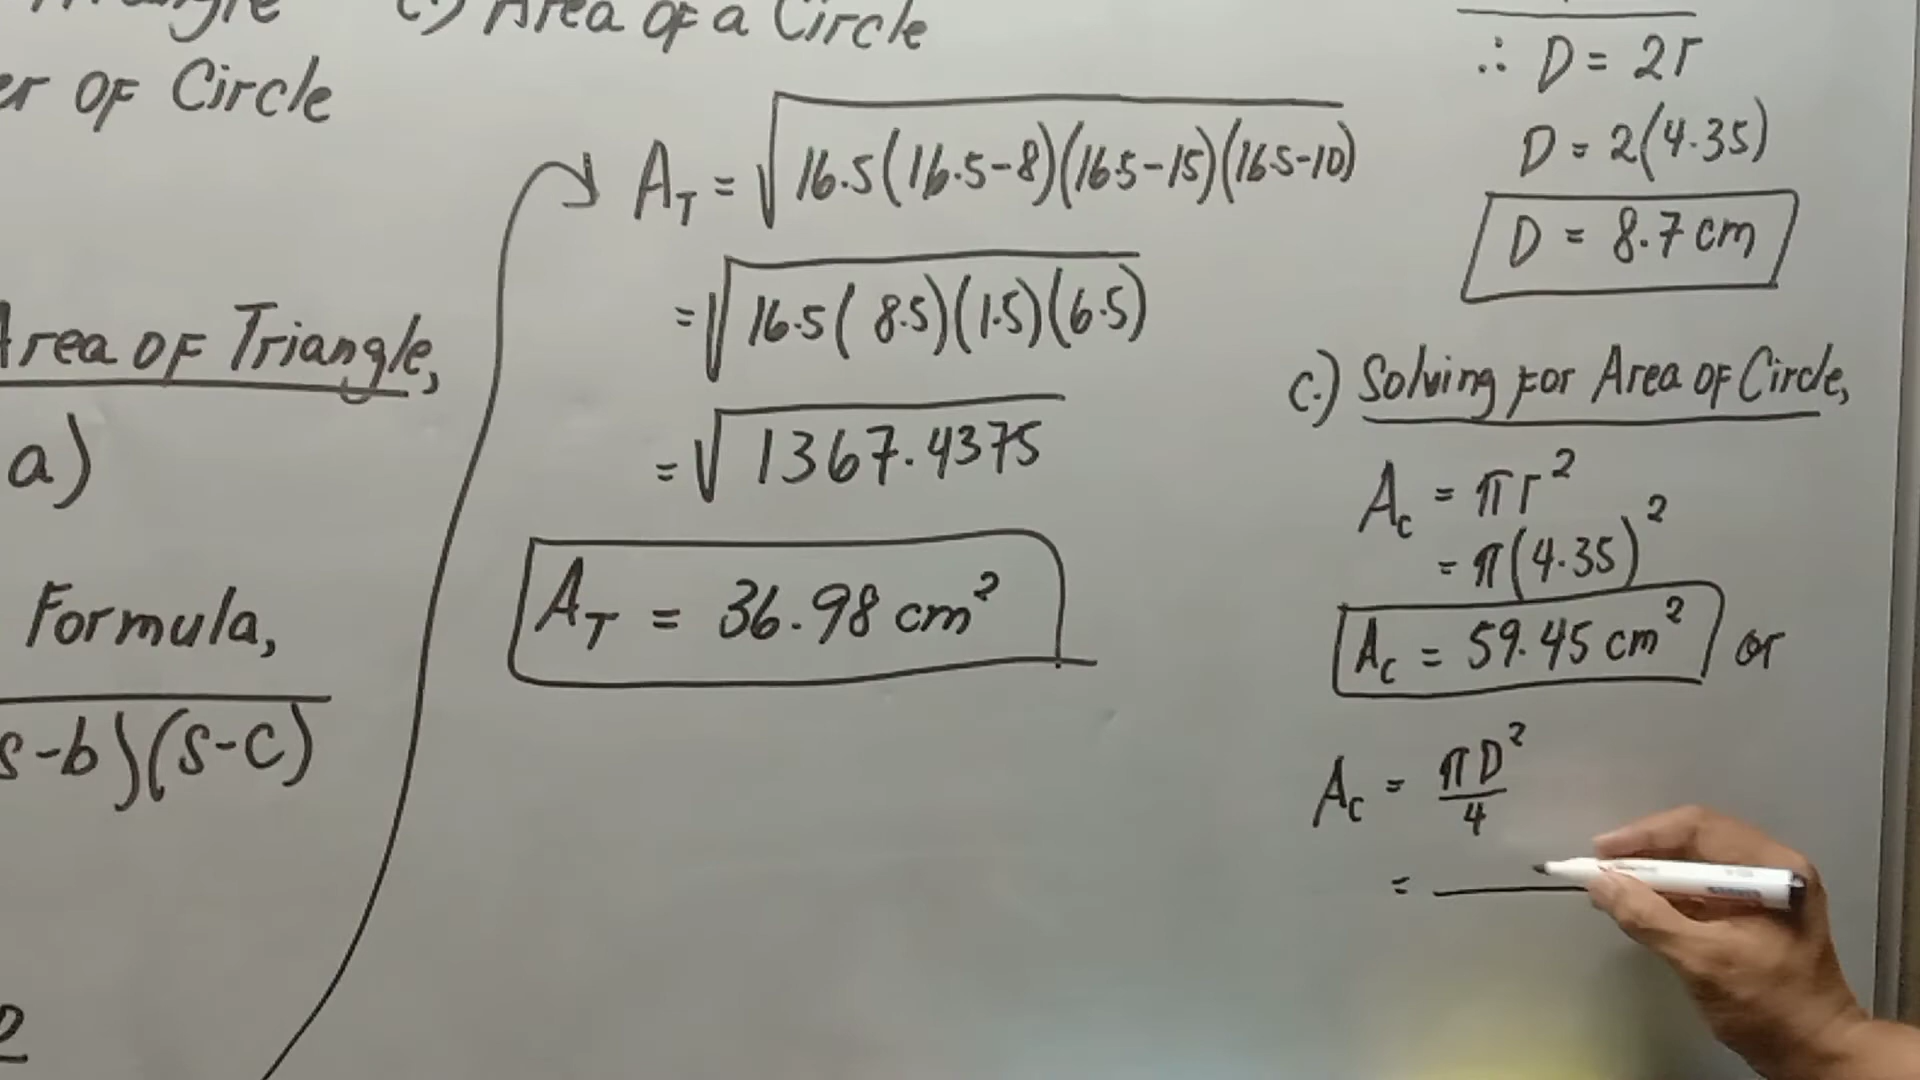 C.) Area OF a Circle
OF Circle
Area OF Triangle,
a)
Formula,
s-b)(s-c)
A_T = √16.5(16.5-8)(16.5-15)(16.5-10)
= √16.5( 8.5)(1.5)(6.5)
= √1367.4375
A_T = 36.98 cm²
∴ D = 2r
D = 2(4.35)
D = 8.7 cm
C.) Solving for Area OF Circle,
A_c = πr²
= π(4.35)²
A_c = 59.45 cm² or
A_c = πD²/4
=